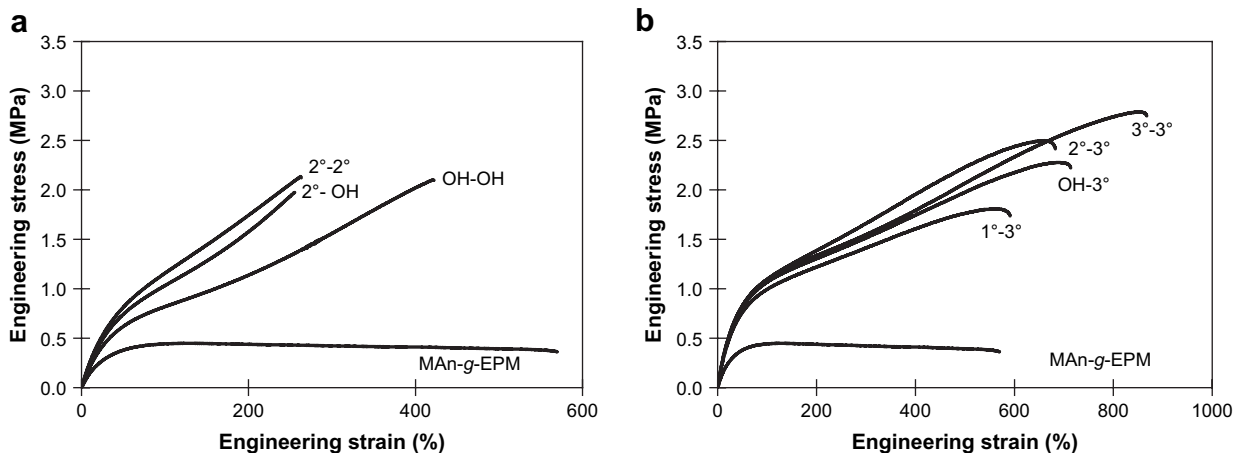 a
3.5
3.0
2.5
2.0
1.5
1.0
0.5
0.0
Engineering stress (MPa)
2°-2°
2°- OH
OH-OH
MAn-g-EPM
0 200 400 600
Engineering strain (%)
b
3.5
3.0
2.5
2.0
1.5
1.0
0.5
0.0
Engineering stress (MPa)
3°-3°
2°-3°
OH-3°
1°-3°
MAn-g-EPM
0 200 400 600 800 1000
Engineering strain (%)